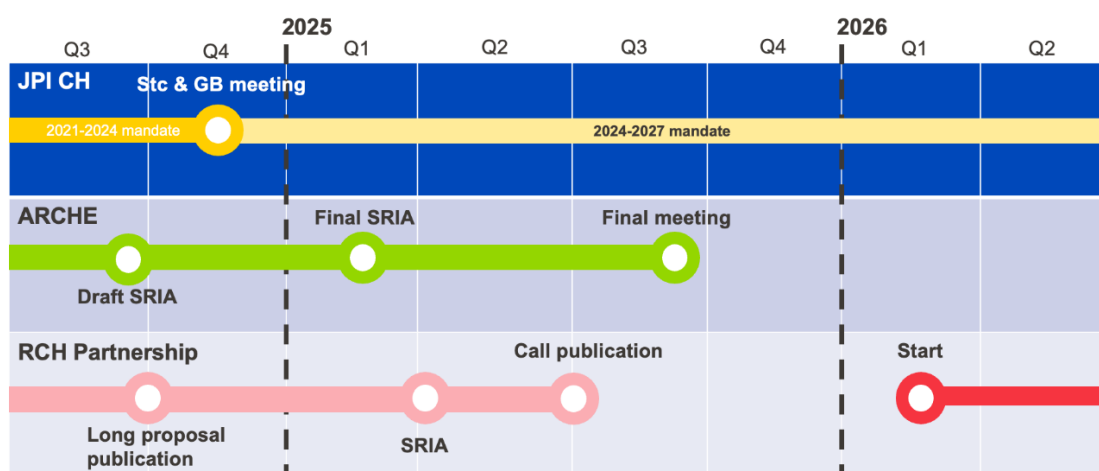 2025
2026
Q3
Q4
Q1
Q2
Q3
Q4
Q1
Q2
JPI CH
Stc & GB meeting
2021-2024 mandate
2024-2027 mandate
ARCHE
Final SRIA
Final meeting
Draft SRIA
RCH Partnership
Call publication
Start
Long proposal
publication
SRIA